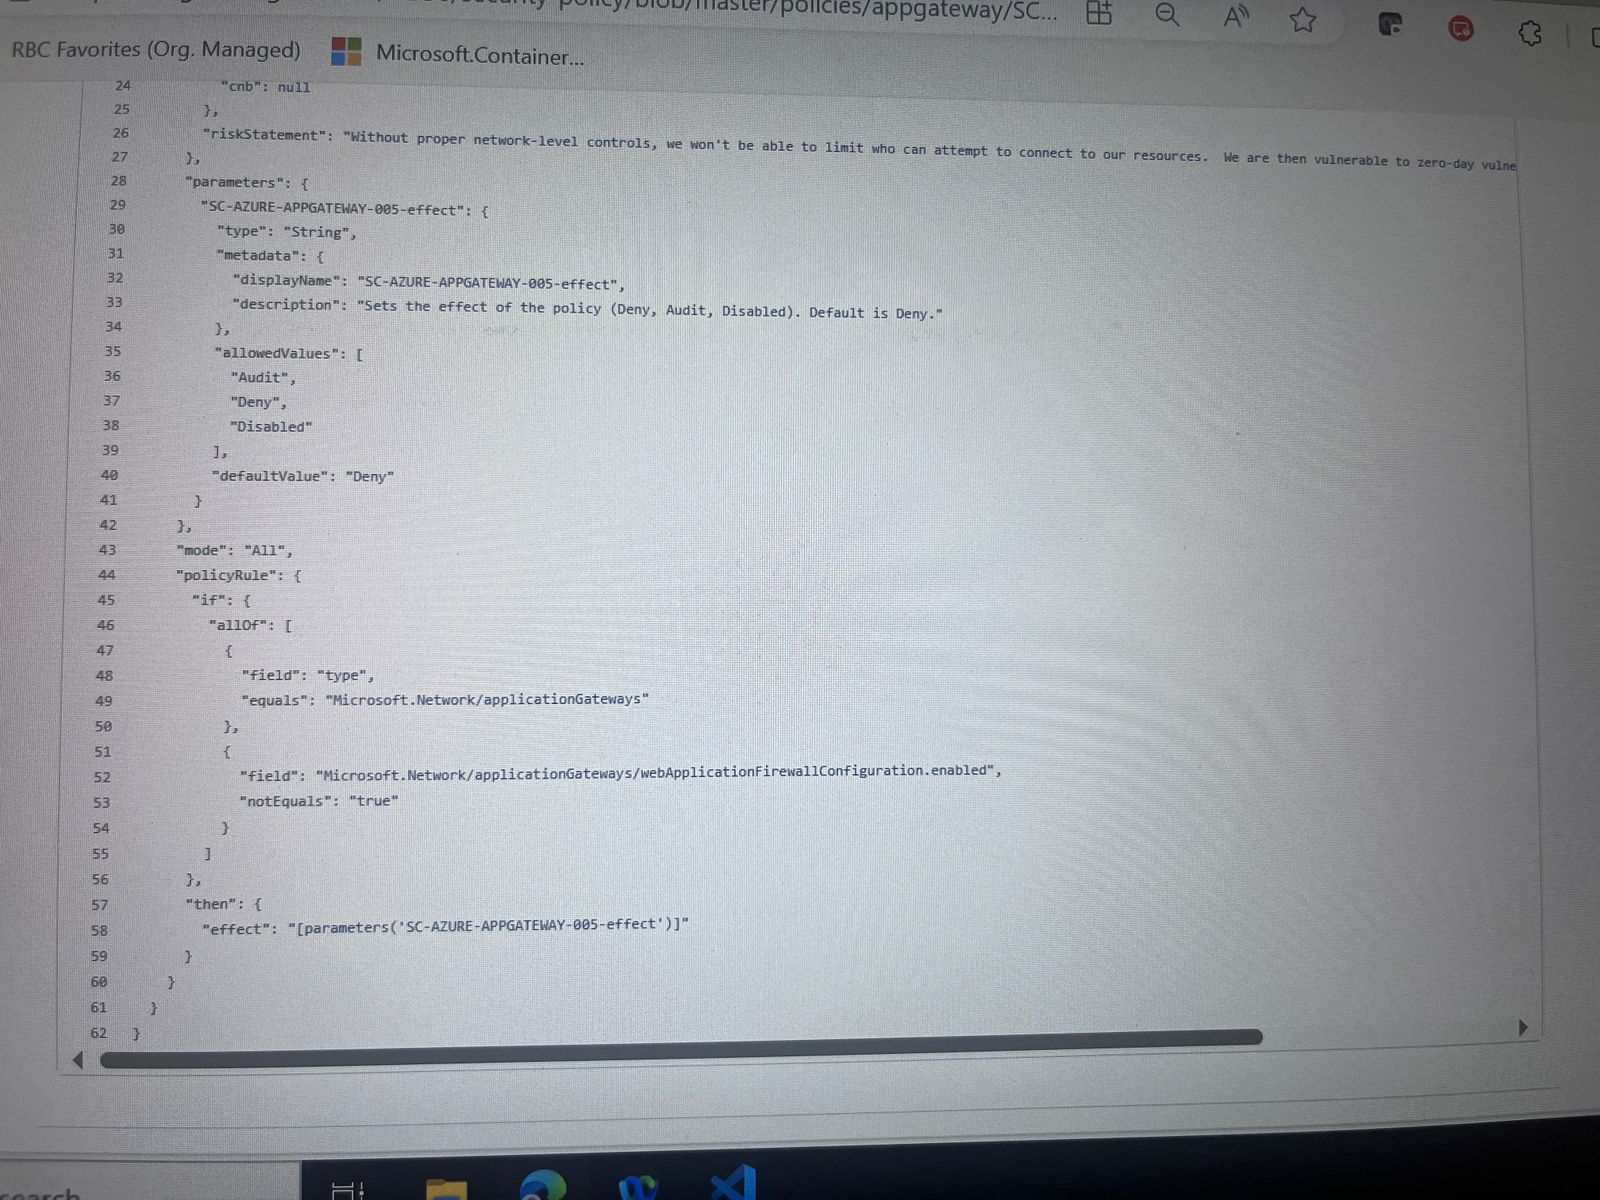 policies/appgateway/SC...
RBC Favorites (Org. Managed) Microsoft.Container...
24 "cnb": null
25 },
26 "riskStatement": "Without proper network-level controls, we won't be able to limit who can attempt to connect to our resources.  We are then vulnerable to zero-day vulne
27 },
28 "parameters": {
29 "SC-AZURE-APPGATEWAY-005-effect": {
30 "type": "String",
31 "metadata": {
32 "displayName": "SC-AZURE-APPGATEWAY-005-effect",
33 "description": "Sets the effect of the policy (Deny, Audit, Disabled). Default is Deny."
34 },
35 "allowedValues": [
36 "Audit",
37 "Deny",
38 "Disabled"
39 ],
40 "defaultValue": "Deny"
41 }
42 },
43 "mode": "All",
44 "policyRule": {
45 "if": {
46 "allOf": [
47 {
48 "field": "type",
49 "equals": "Microsoft.Network/applicationGateways"
50 },
51 {
52 "field": "Microsoft.Network/applicationGateways/webApplicationFirewallConfiguration.enabled",
53 "notEquals": "true"
54 }
55 ]
56 },
57 "then": {
58 "effect": "[parameters('SC-AZURE-APPGATEWAY-005-effect')]"
59 }
60 }
61 }
62 }